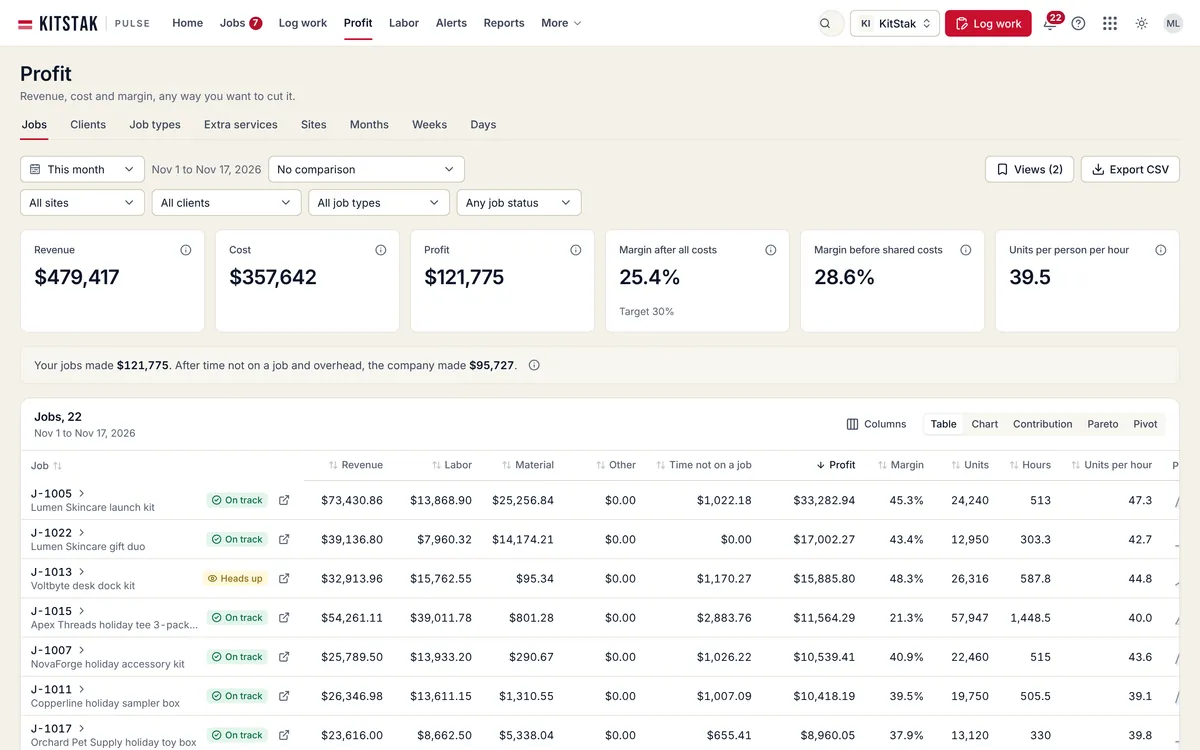 KITSTAK PULSE Home Jobs 7 Log work Profit Labor Alerts Reports More KI KitStak Log work 22 ML
Profit
Revenue, cost and margin, any way you want to cut it.
Jobs Clients Job types Extra services Sites Months Weeks Days
This month Nov 1 to Nov 17, 2026 No comparison Views (2) Export CSV
All sites All clients All job types Any job status
Revenue Cost Profit Margin after all costs Margin before shared costs Units per person per hour
$479,417 $357,642 $121,775 25.4% 28.6% 39.5
Target 30%
Your jobs made $121,775. After time not on a job and overhead, the company made $95,727.
Jobs, 22
Nov 1 to Nov 17, 2026
Columns Table Chart Contribution Pareto Pivot
Job Revenue Labor Material Other Time not on a job Profit Margin Units Hours Units per hour P
J-1005 On track $73,430.86 $13,868.90 $25,256.84 $0.00 $1,022.18 $33,282.94 45.3% 24,240 513 47.3
Lumen Skincare launch kit
J-1022 On track $39,136.80 $7,960.32 $14,174.21 $0.00 $0.00 $17,002.27 43.4% 12,950 303.3 42.7
Lumen Skincare gift duo
J-1013 Heads up $32,913.96 $15,762.55 $95.34 $0.00 $1,170.27 $15,885.80 48.3% 26,316 587.8 44.8
Voltbyte desk dock kit
J-1015 On track $54,261.11 $39,011.78 $801.28 $0.00 $2,883.76 $11,564.29 21.3% 57,947 1,448.5 40.0
Apex Threads holiday tee 3-pack...
J-1007 On track $25,789.50 $13,933.20 $290.67 $0.00 $1,026.22 $10,539.41 40.9% 22,460 515 43.6
NovaForge holiday accessory kit
J-1011 On track $26,346.98 $13,611.15 $1,310.55 $0.00 $1,007.09 $10,418.19 39.5% 19,750 505.5 39.1
Copperline holiday sampler box
J-1017 On track $23,616.00 $8,662.50 $5,338.04 $0.00 $655.41 $8,960.05 37.9% 13,120 330 39.8
Orchard Pet Supply holiday toy box